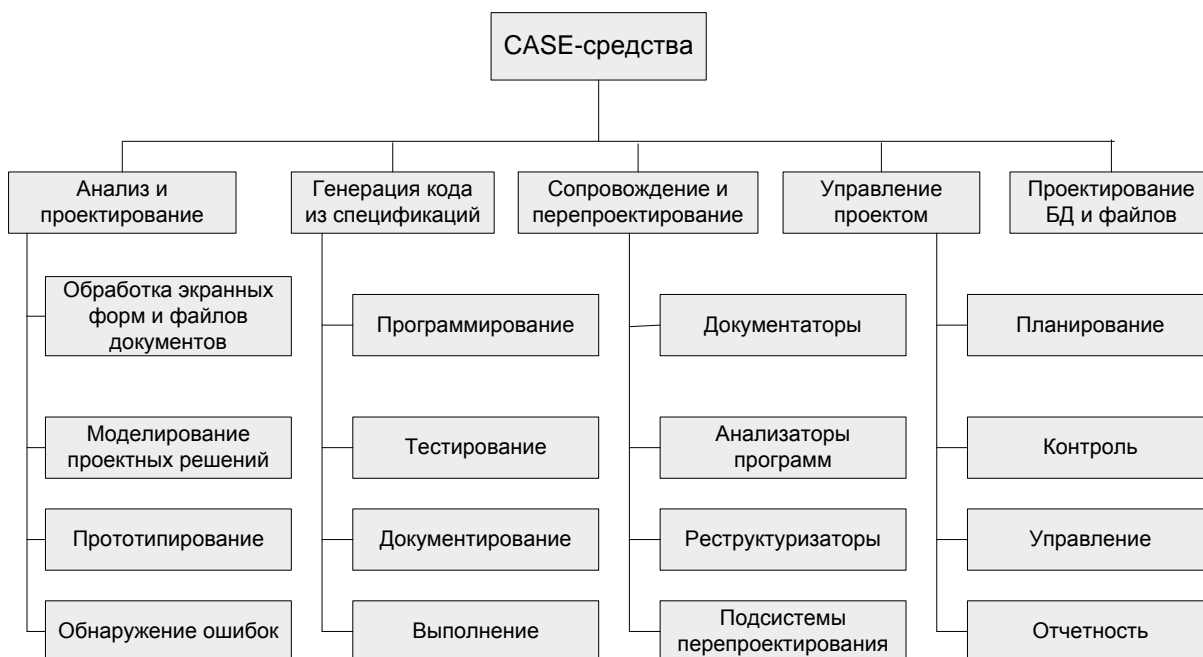 CASE-средства
Анализ и
проектирование
Генерация кода
из спецификаций
Сопровождение и
перепроектирование
Управление
проектом
Проектирование
БД и файлов
Обработка экранных
форм и файлов
документов
Программирование
Документаторы
Планирование
Моделирование
проектных решений
Тестирование
Анализаторы
программ
Контроль
Прототипирование
Документирование
Реструктуризаторы
Управление
Обнаружение ошибок
Выполнение
Подсистемы
перепроектирования
Отчетность